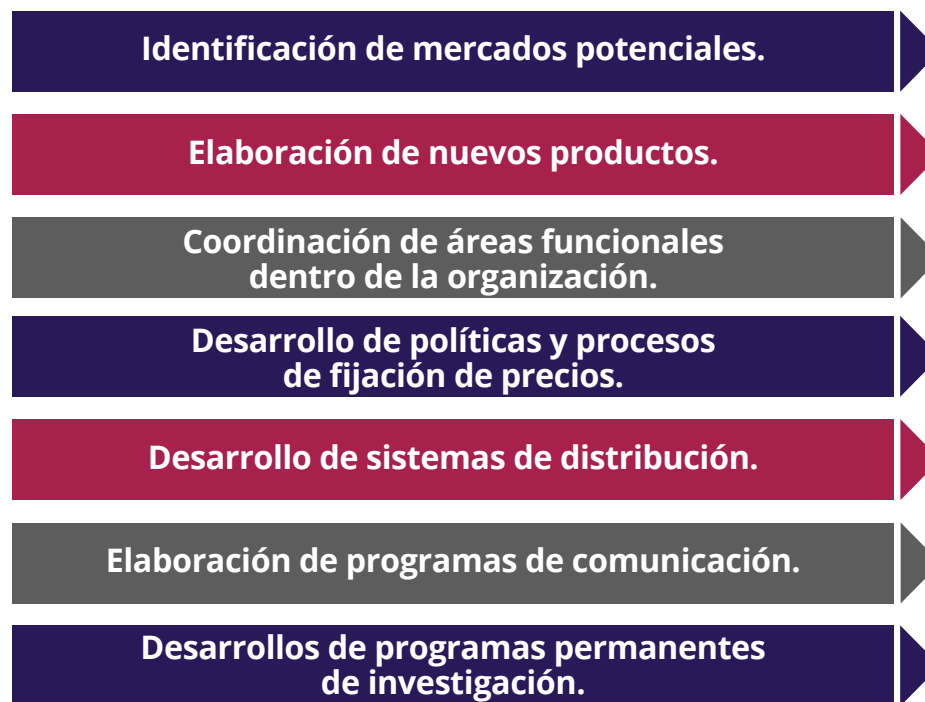 Identificación de mercados potenciales.
Elaboración de nuevos productos.
Coordinación de áreas funcionales
dentro de la organización.
Desarrollo de políticas y procesos
de fijación de precios.
Desarrollo de sistemas de distribución.
Elaboración de programas de comunicación.
Desarrollos de programas permanentes
de investigación.